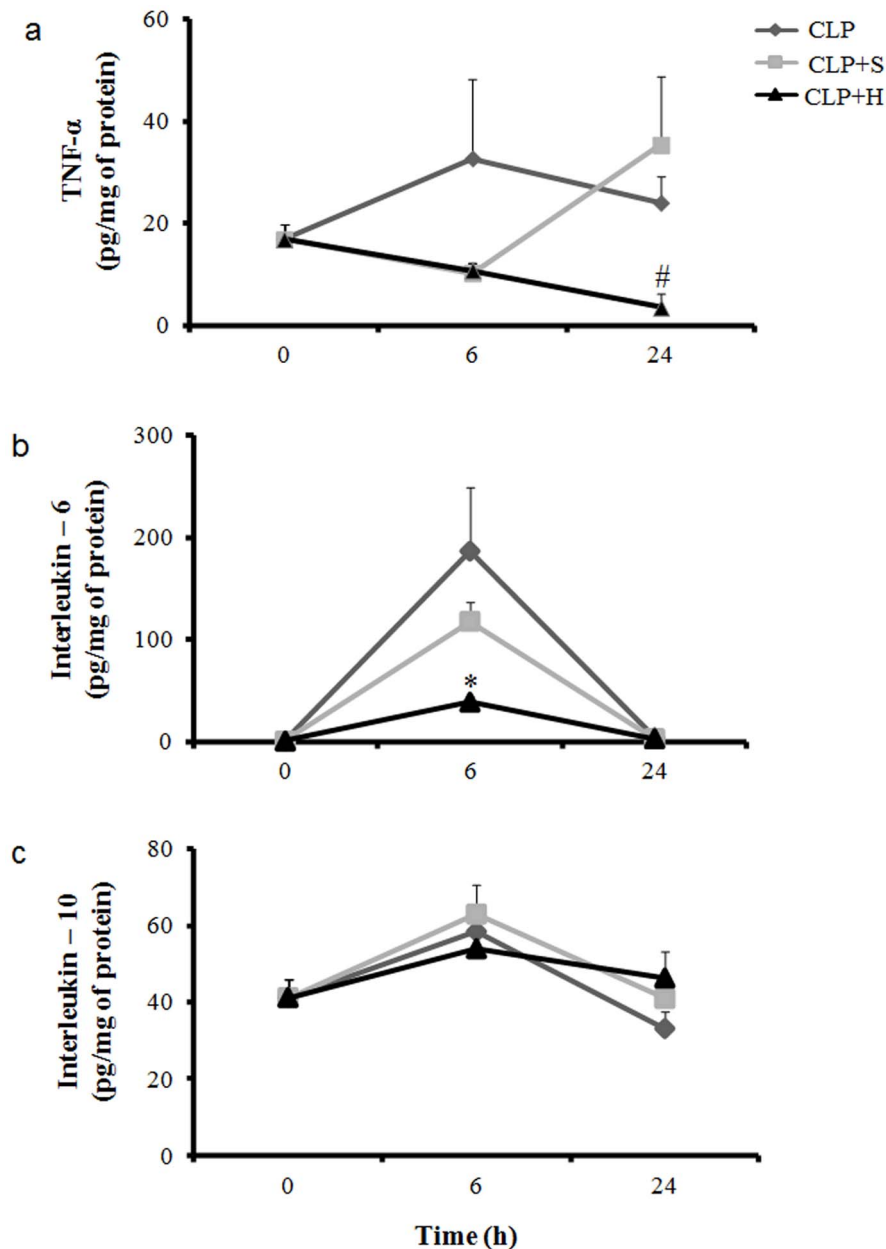 a
60
40
20
0
TNF-α
(pg/mg of protein)
CLP
CLP+S
CLP+H
#
0 6 24
b
300
200
100
0
Interleukin – 6
(pg/mg of protein)
*
0 6 24
c
80
60
40
20
0
Interleukin – 10
(pg/mg of protein)
0 6 24
Time (h)